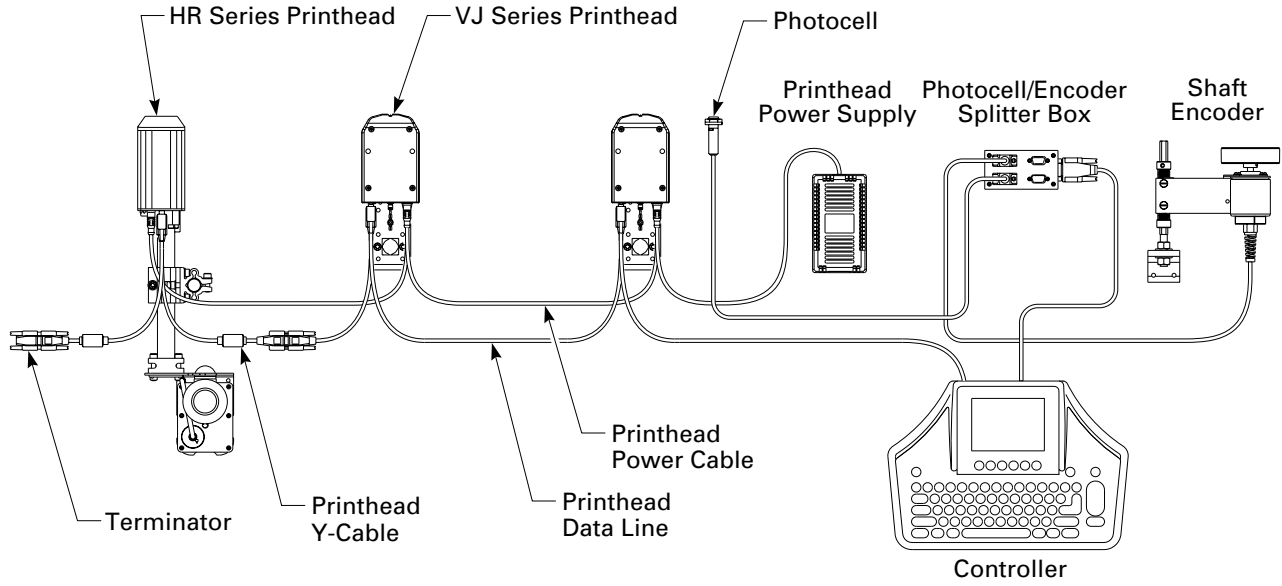 HR Series Printhead
VJ Series Printhead
Photocell
Printhead
Power Supply
Photocell/Encoder
Splitter Box
Shaft
Encoder
Printhead
Power Cable
Printhead
Data Line
Printhead
Y-Cable
Terminator
Controller